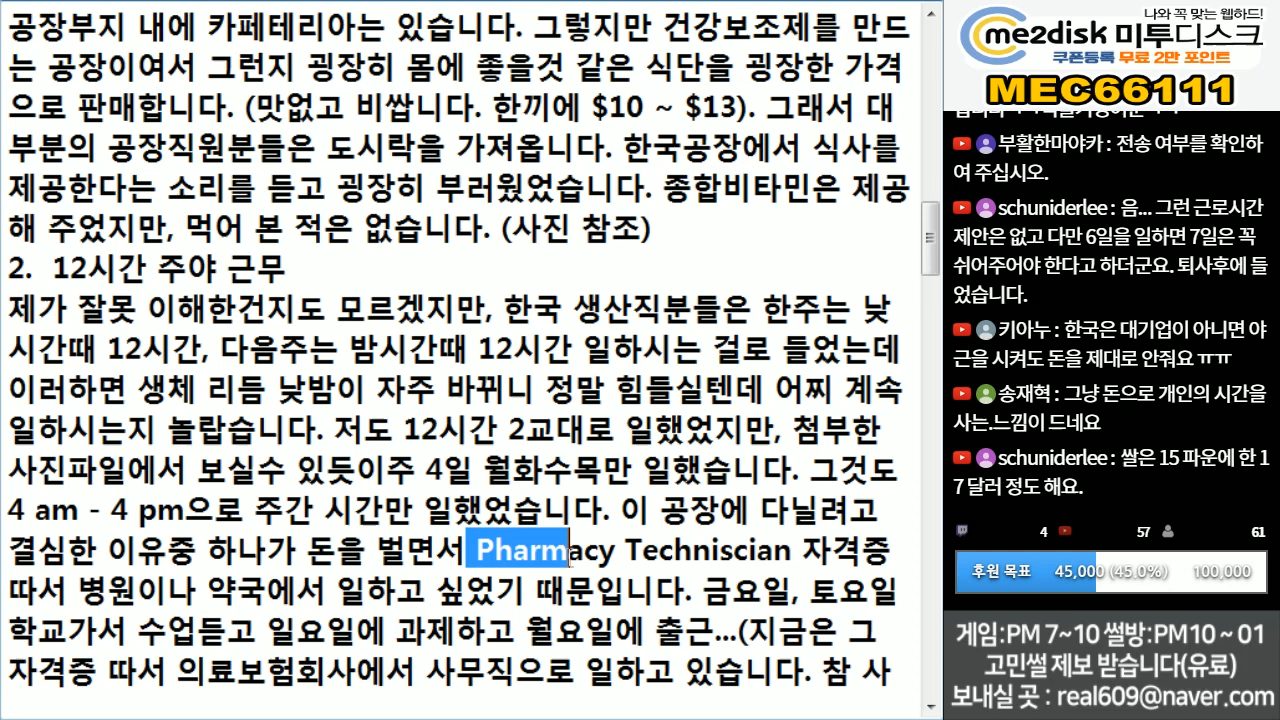 공장부지 내에 카페테리아는 있습니다. 그렇지만 건강보조제를 만드
는 공장이여서 그런지 굉장히 몸에 좋을것 같은 식단을 굉장한 가격
으로 판매합니다. (맛없고 비쌉니다. 한끼에 $10 ~ $13). 그래서 대
부분의 공장직원분들은 도시락을 가져옵니다. 한국공장에서 식사를
제공한다는 소리를 듣고 굉장히 부러웠었습니다. 종합비타민은 제공
해 주었지만, 먹어 본 적은 없습니다. (사진 참조)
2. 12시간 주야 근무
제가 잘못 이해한건지도 모르겠지만, 한국 생산직분들은 한주는 낮
시간때 12시간, 다음주는 밤시간때 12시간 일하시는 걸로 들었는데
이러하면 생체 리듬 낮밤이 자주 바뀌니 정말 힘들실텐데 어찌 계속
일하시는지 놀랍습니다. 저도 12시간 2교대로 일했었지만, 첨부한
사진파일에서 보실수 있듯이주 4일 월화수목만 일했습니다. 그것도
4 am - 4 pm으로 주간 시간만 일했었습니다. 이 공장에 다닐려고
결심한 이유중 하나가 돈을 벌면서 Pharmacy Techniscian 자격증
따서 병원이나 약국에서 일하고 싶었기 때문입니다. 금요일, 토요일
학교가서 수업듣고 일요일에 과제하고 월요일에 출근...(지금은 그
자격증 따서 의료보험회사에서 사무직으로 일하고 있습니다. 참 사
나와 꼭 맞는 웹하드!
me2disk 미투디스크
쿠폰등록 무료 2만 포인트
MEC66111
부활한마야카 : 전송 여부를 확인하
여 주십시오.
schuniderlee : 음... 그런 근로시간
제안은 없고 다만 6일을 일하면 7일은 꼭
쉬어주어야 한다고 하더군요. 퇴사후에 들
었습니다.
키아누 : 한국은 대기업이 아니면 야
근을 시켜도 돈을 제대로 안줘요 ㅠㅠ
송재혁 : 그냥 돈으로 개인의 시간을
사는.느낌이 드네요
schuniderlee : 쌀은 15 파운에 한 1
7 달러 정도 해요.
4 57 61
후원 목표 45,000 (45.0%) 100,000
게임:PM 7~10 썰방:PM10 ~ 01
고민썰 제보 받습니다(유료)
보내실 곳 : real609@naver.com